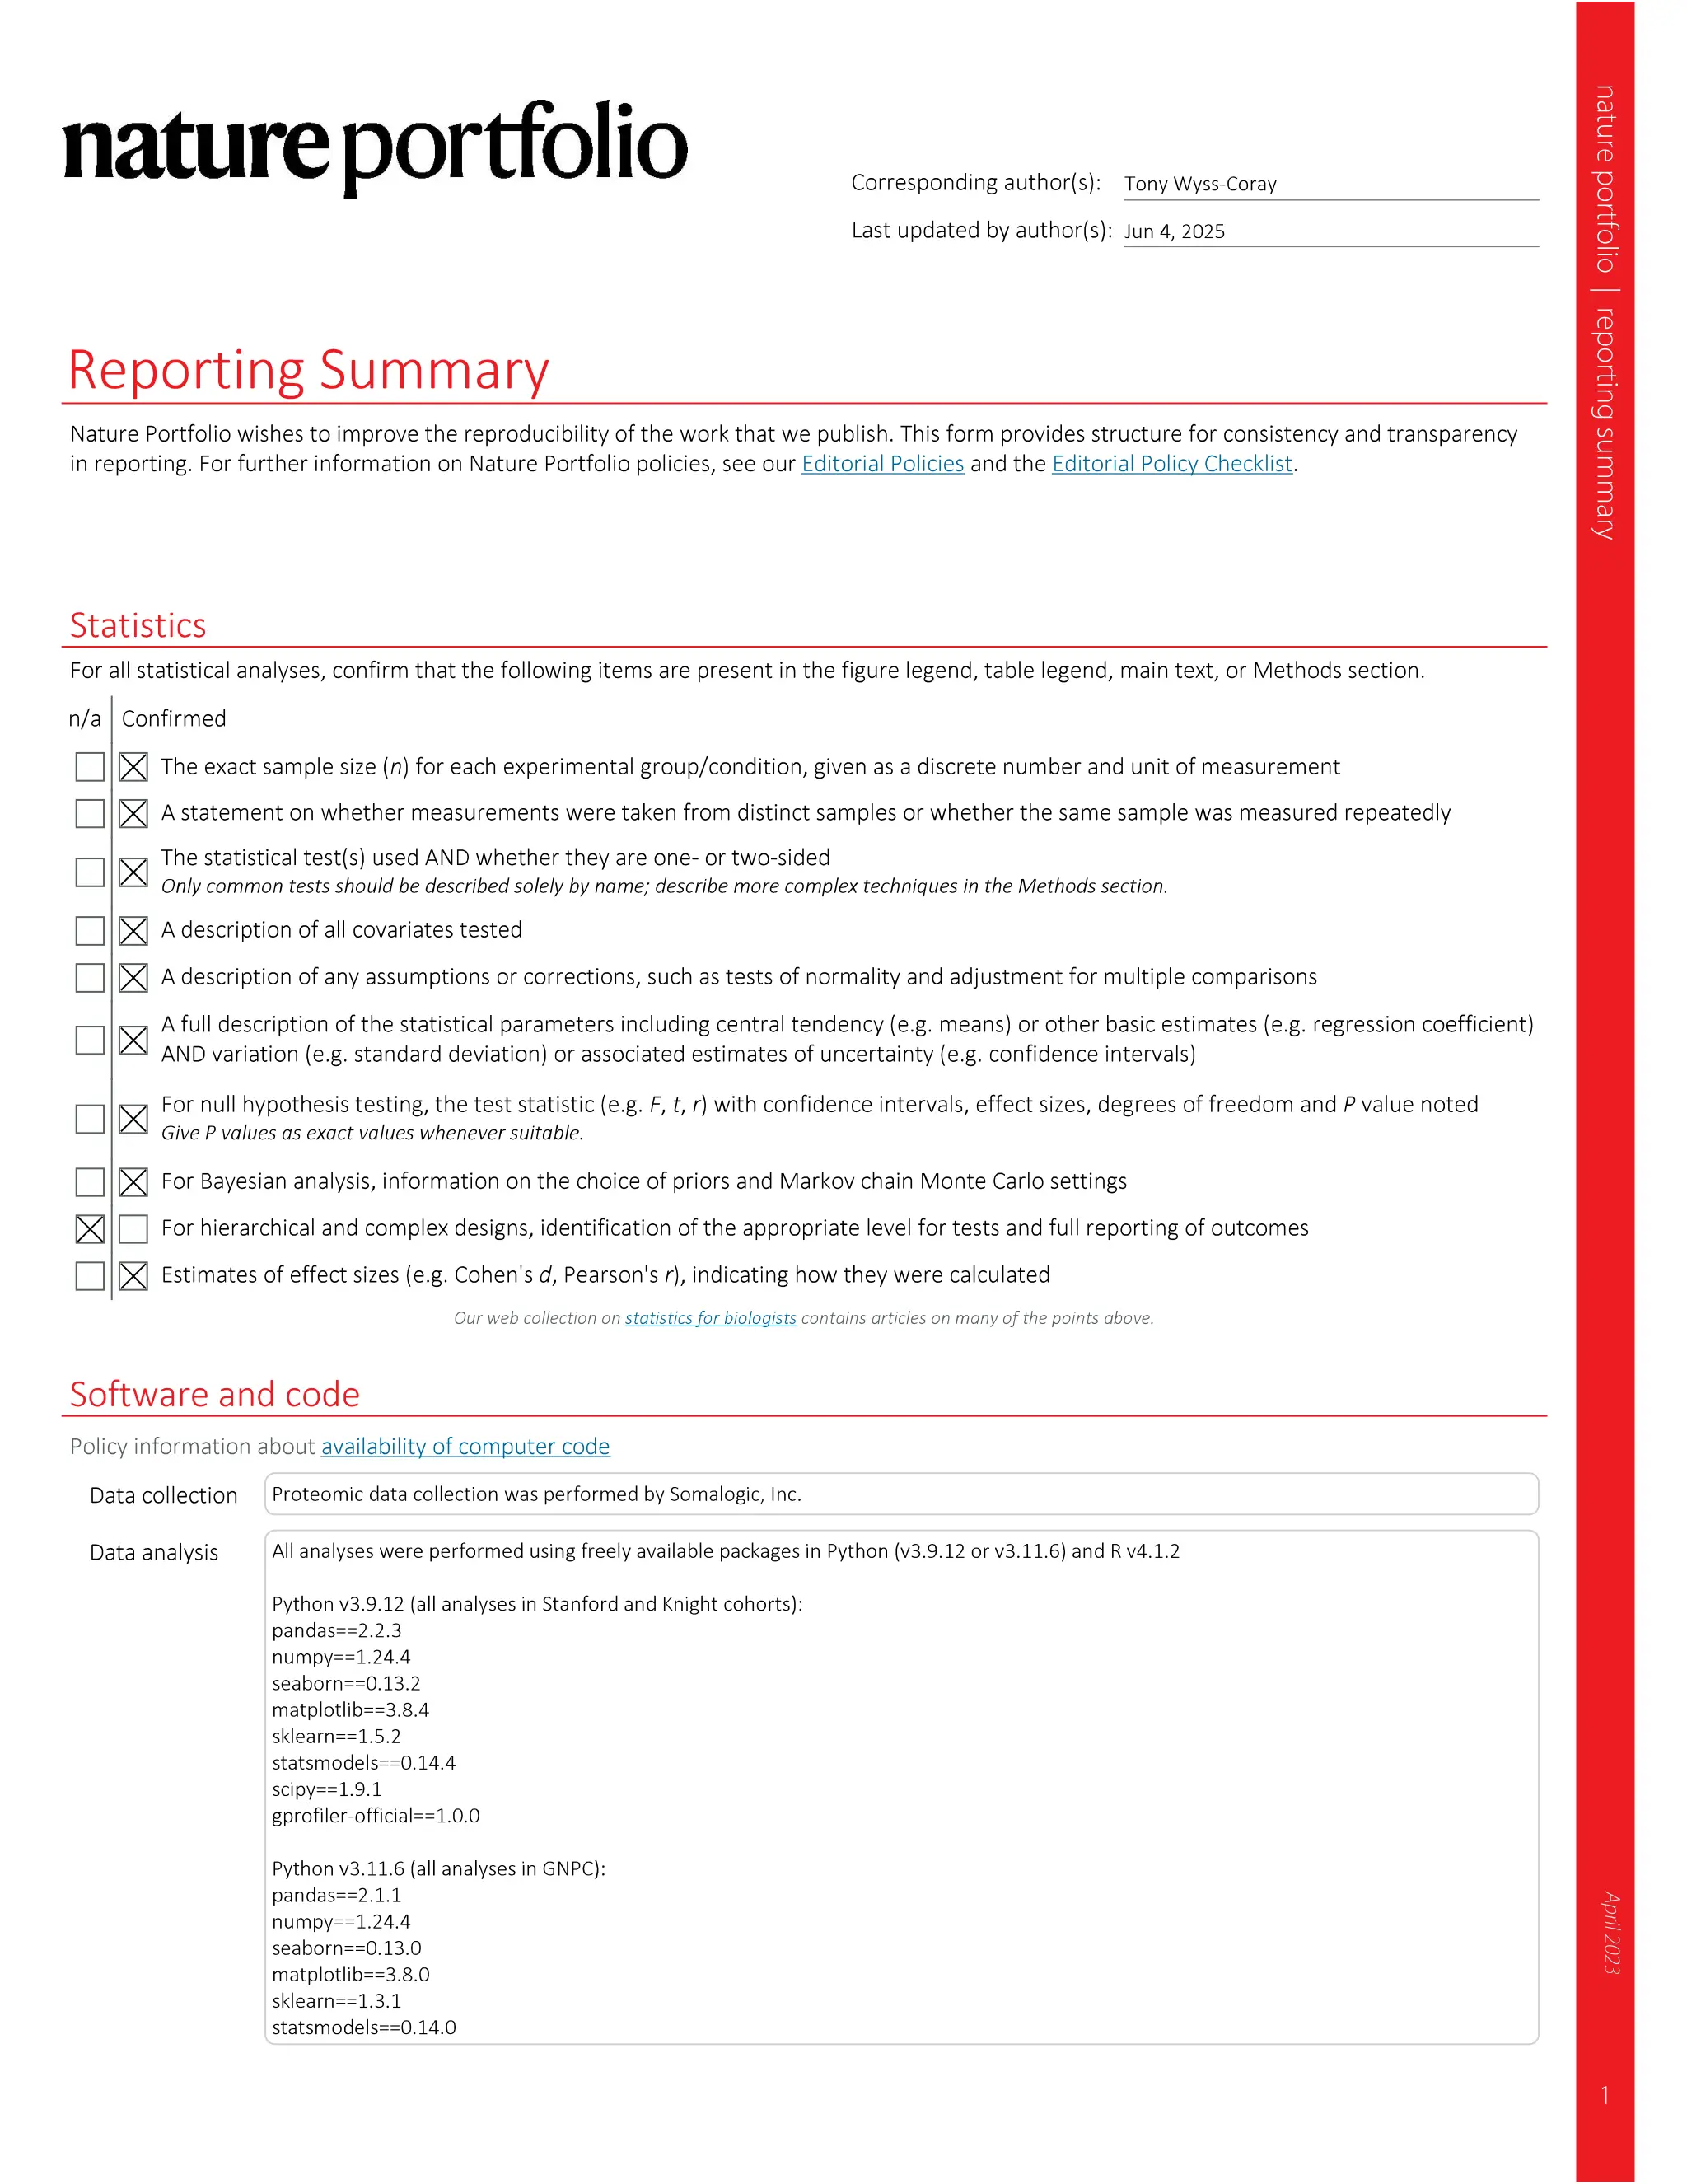 nature portfolio
Corresponding author(s): Tony Wyss-Coray
Last updated by author(s): Jun 4, 2025
Reporting Summary
Nature Portfolio wishes to improve the reproducibility of the work that we publish. This form provides structure for consistency and transparency
in reporting. For further information on Nature Portfolio policies, see our Editorial Policies and the Editorial Policy Checklist.
Statistics
For all statistical analyses, confirm that the following items are present in the figure legend, table legend, main text, or Methods section.
n/a Confirmed
The exact sample size (n) for each experimental group/condition, given as a discrete number and unit of measurement
A statement on whether measurements were taken from distinct samples or whether the same sample was measured repeatedly
The statistical test(s) used AND whether they are one- or two-sided
Only common tests should be described solely by name; describe more complex techniques in the Methods section.
A description of all covariates tested
A description of any assumptions or corrections, such as tests of normality and adjustment for multiple comparisons
A full description of the statistical parameters including central tendency (e.g. means) or other basic estimates (e.g. regression coefficient)
AND variation (e.g. standard deviation) or associated estimates of uncertainty (e.g. confidence intervals)
For null hypothesis testing, the test statistic (e.g. F, t, r) with confidence intervals, effect sizes, degrees of freedom and P value noted
Give P values as exact values whenever suitable.
For Bayesian analysis, information on the choice of priors and Markov chain Monte Carlo settings
For hierarchical and complex designs, identification of the appropriate level for tests and full reporting of outcomes
Estimates of effect sizes (e.g. Cohen's d, Pearson's r), indicating how they were calculated
Our web collection on statistics for biologists contains articles on many of the points above.
Software and code
Policy information about availability of computer code
Data collection Proteomic data collection was performed by Somalogic, Inc.
Data analysis All analyses were performed using freely available packages in Python (v3.9.12 or v3.11.6) and R v4.1.2
Python v3.9.12 (all analyses in Stanford and Knight cohorts):
pandas==2.2.3
numpy==1.24.4
seaborn==0.13.2
matplotlib==3.8.4
sklearn==1.5.2
statsmodels==0.14.4
scipy==1.9.1
gprofiler-official==1.0.0
Python v3.11.6 (all analyses in GNPC):
pandas==2.1.1
numpy==1.24.4
seaborn==0.13.0
matplotlib==3.8.0
sklearn==1.3.1
statsmodels==0.14.0
nature portfolio | reporting summary
April 2023
1